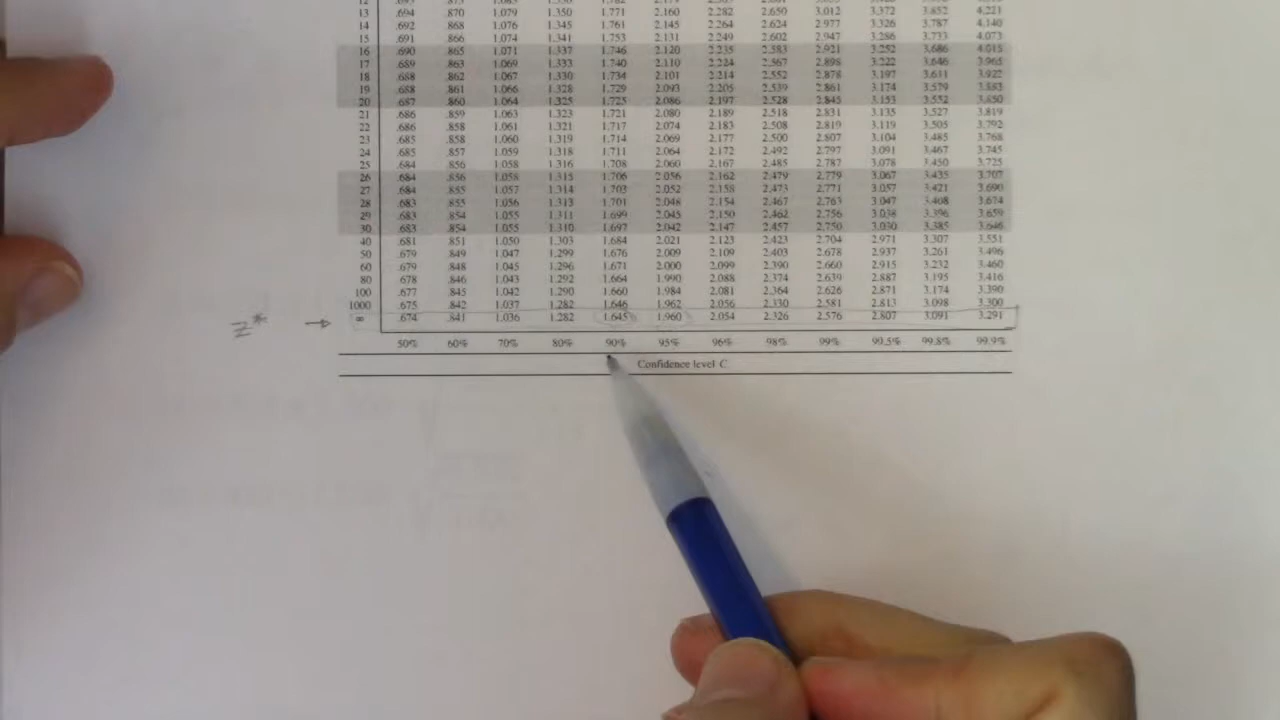 13 .694 .870 1.079 1.350 1.771 2.160 2.282 2.650 3.012 3.372 3.852 4.221
14 .692 .868 1.076 1.345 1.761 2.145 2.264 2.624 2.977 3.326 3.787 4.140
15 .691 .866 1.074 1.341 1.753 2.131 2.249 2.602 2.947 3.286 3.733 4.073
16 .690 .865 1.071 1.337 1.746 2.120 2.235 2.583 2.921 3.252 3.686 4.015
17 .689 .863 1.069 1.333 1.740 2.110 2.224 2.567 2.898 3.222 3.646 3.965
18 .688 .862 1.067 1.330 1.734 2.101 2.214 2.552 2.878 3.197 3.611 3.922
19 .688 .861 1.066 1.328 1.729 2.093 2.205 2.539 2.861 3.174 3.579 3.883
20 .687 .860 1.064 1.325 1.725 2.086 2.197 2.528 2.845 3.153 3.552 3.850
21 .686 .859 1.063 1.323 1.721 2.080 2.189 2.518 2.831 3.135 3.527 3.819
22 .686 .858 1.061 1.321 1.717 2.074 2.183 2.508 2.819 3.119 3.505 3.792
23 .685 .858 1.060 1.319 1.714 2.069 2.177 2.500 2.807 3.104 3.485 3.768
24 .685 .857 1.059 1.318 1.711 2.064 2.172 2.492 2.797 3.091 3.467 3.745
25 .684 .856 1.058 1.316 1.708 2.060 2.167 2.485 2.787 3.078 3.450 3.725
26 .684 .856 1.058 1.315 1.706 2.056 2.162 2.479 2.779 3.067 3.435 3.707
27 .684 .855 1.057 1.314 1.703 2.052 2.158 2.473 2.771 3.057 3.421 3.690
28 .683 .855 1.056 1.313 1.701 2.048 2.154 2.467 2.763 3.047 3.408 3.674
29 .683 .854 1.055 1.311 1.699 2.045 2.150 2.462 2.756 3.038 3.396 3.659
30 .683 .854 1.055 1.310 1.697 2.042 2.147 2.457 2.750 3.030 3.385 3.646
40 .681 .851 1.050 1.303 1.684 2.021 2.123 2.423 2.704 2.971 3.307 3.551
50 .679 .849 1.047 1.299 1.676 2.009 2.109 2.403 2.678 2.937 3.261 3.496
60 .679 .848 1.045 1.296 1.671 2.000 2.099 2.390 2.660 2.915 3.232 3.460
80 .678 .846 1.043 1.292 1.664 1.990 2.088 2.374 2.639 2.887 3.195 3.416
100 .677 .845 1.042 1.290 1.660 1.984 2.081 2.364 2.626 2.871 3.174 3.390
1000 .675 .842 1.037 1.282 1.646 1.962 2.056 2.330 2.581 2.813 3.098 3.300
z* → ∞ .674 .841 1.036 1.282 1.645 1.960 2.054 2.326 2.576 2.807 3.091 3.291
50% 60% 70% 80% 90% 95% 96% 98% 99% 99.5% 99.8% 99.9%
Confidence level C